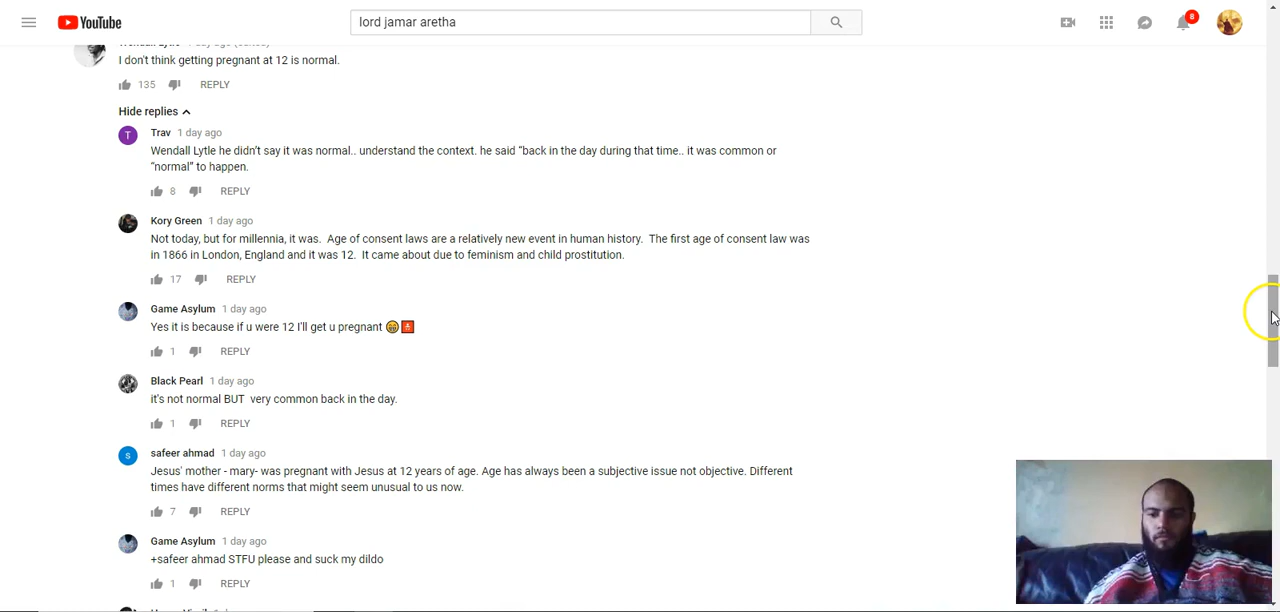 YouTube
lord jamar aretha
8
I don't think getting pregnant at 12 is normal.
135 REPLY
Hide replies
T
Trav 1 day ago
Wendall Lytle he didn't say it was normal.. understand the context. he said “back in the day during that time.. it was common or
“normal” to happen.
8 REPLY
Kory Green 1 day ago
Not today, but for millennia, it was. Age of consent laws are a relatively new event in human history. The first age of consent law was
in 1866 in London, England and it was 12. It came about due to feminism and child prostitution.
17 REPLY
Game Asylum 1 day ago
Yes it is because if u were 12 I'll get u pregnant
1 REPLY
Black Pearl 1 day ago
it's not normal BUT very common back in the day.
1 REPLY
s
safeer ahmad 1 day ago
Jesus' mother - mary- was pregnant with Jesus at 12 years of age. Age has always been a subjective issue not objective. Different
times have different norms that might seem unusual to us now.
7 REPLY
Game Asylum 1 day ago
+safeer ahmad STFU please and suck my dildo
1 REPLY